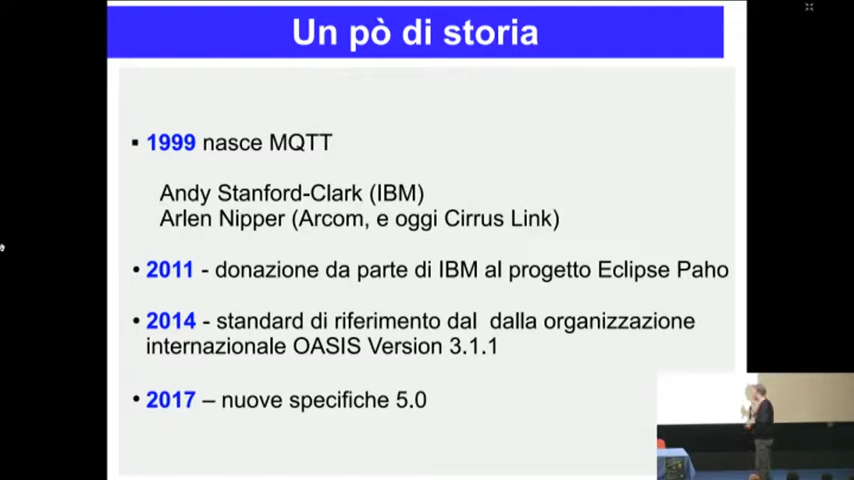 Un pò di storia
▪ 1999 nasce MQTT
Andy Stanford-Clark (IBM)
Arlen Nipper (Arcom, e oggi Cirrus Link)
• 2011 - donazione da parte di IBM al progetto Eclipse Paho
• 2014 - standard di riferimento dal dalla organizzazione
internazionale OASIS Version 3.1.1
• 2017 – nuove specifiche 5.0